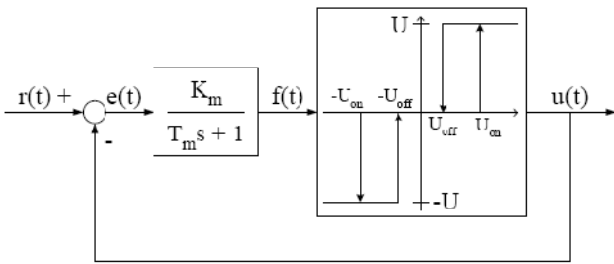 U
r(t) +
e(t)
K_m
T_m s + 1
f(t)
-U_on
-U_off
U_off
U_on
u(t)
-
-U